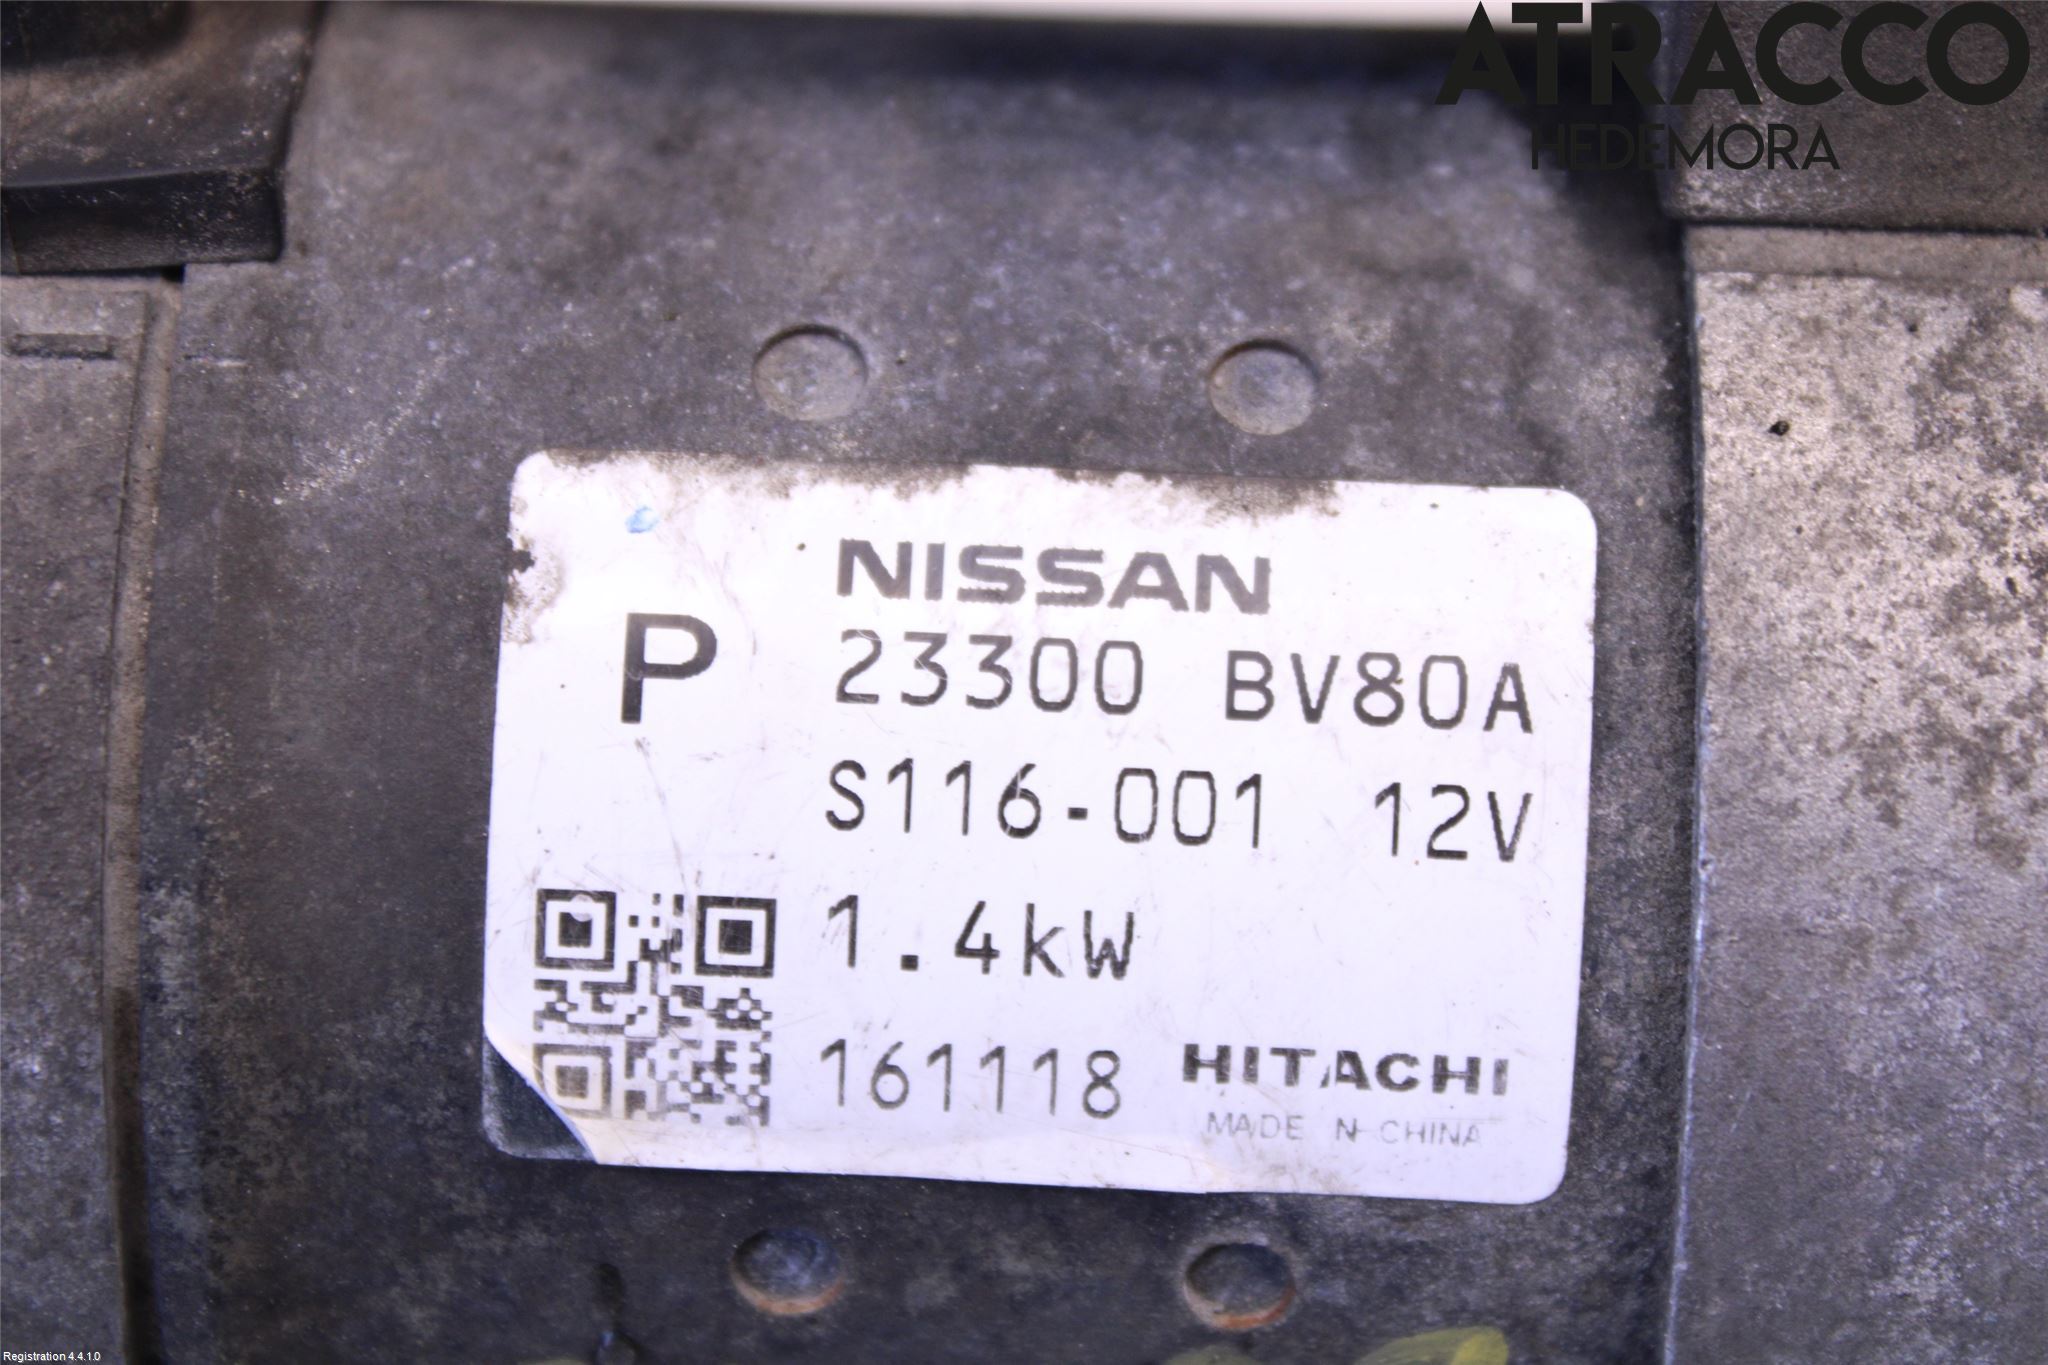 ATRACCO
HEDEMORA
NISSAN
P 23300 BV80A
S116-001 12V
1.4kW
161118 HITACHI
MADE IN CHINA
Registration 4.4.1.0